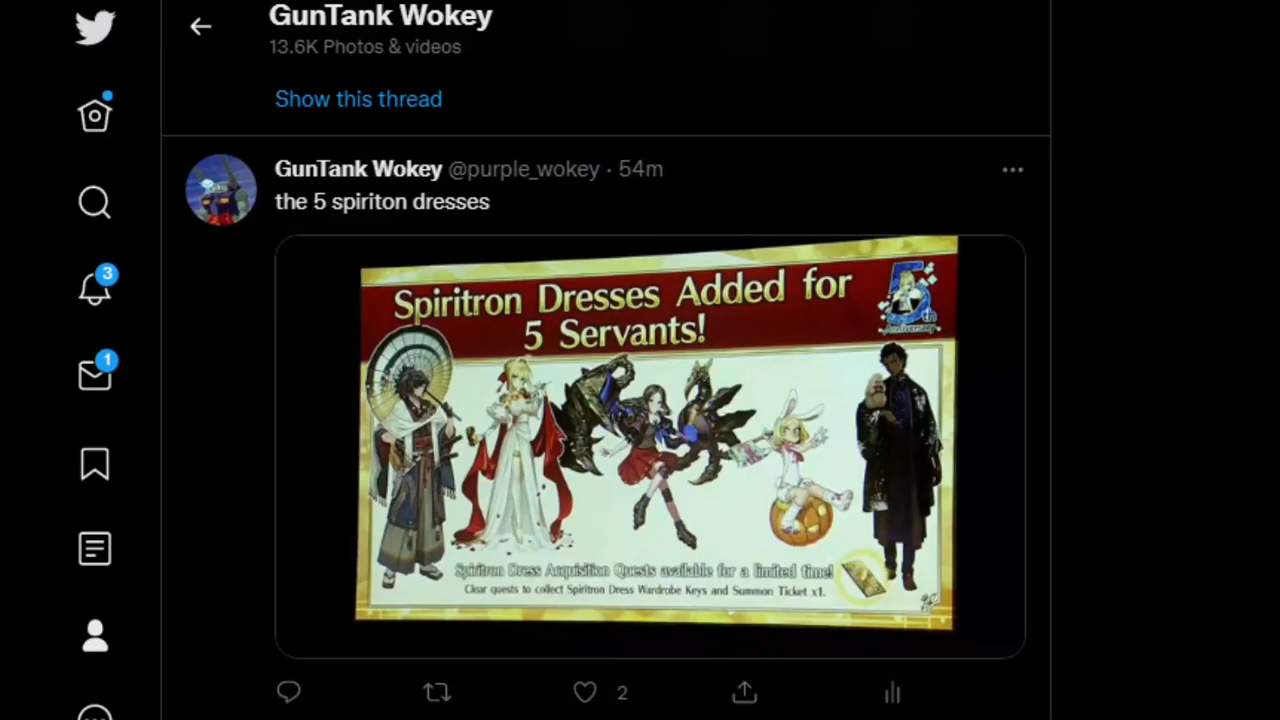 GunTank Wokey
13.6K Photos & videos
Show this thread
GunTank Wokey @purple_wokey · 54m
the 5 spiriton dresses
Spiritron Dresses Added for
5 Servants!
5th
Anniversary
Spiritron Dress Acquisition Quests available for a limited time!
Clear quests to collect Spiritron Dress Wardrobe Keys and Summon Ticket x1.
3
1
2